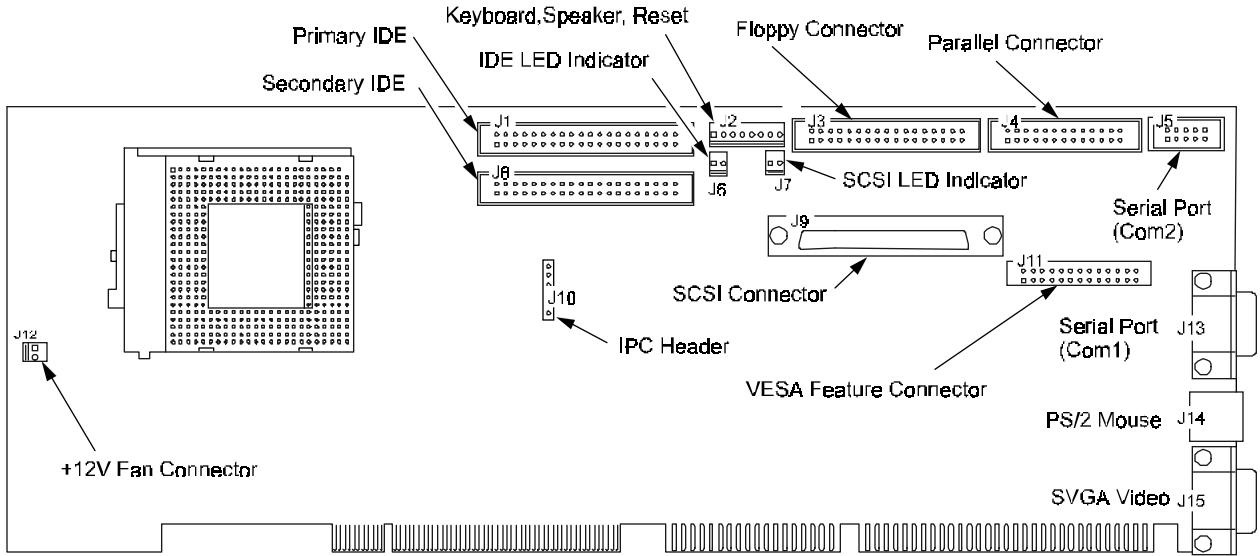 Keyboard,Speaker, Reset
Primary IDE
IDE LED Indicator
Floppy Connector
Parallel Connector
Secondary IDE
J1
J2
J3
J4
J5
J8
J6
J7
SCSI LED Indicator
Serial Port
(Com2)
J9
J11
SCSI Connector
J10
IPC Header
Serial Port
(Com1)
J13
J12
VESA Feature Connector
PS/2 Mouse
J14
+12V Fan Connector
SVGA Video
J15